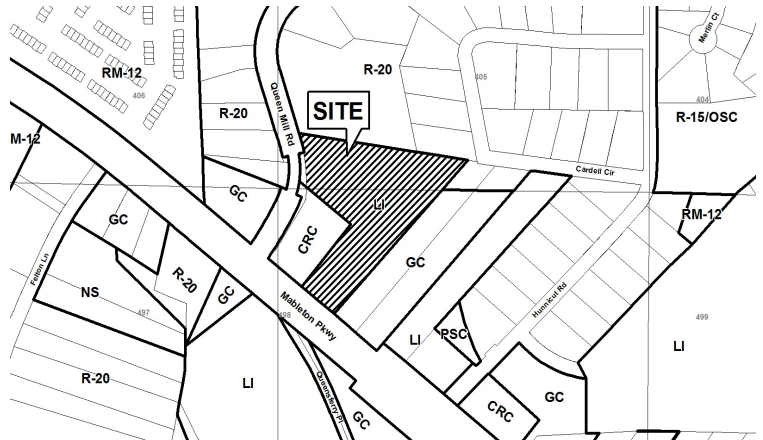 RM-12
406
R-20
Queen Mill Rd
SITE
R-20
405
Merlin Ct
404
R-15/OSC
M-12
Cardell Cir
GC
LI
RM-12
GC
CRC
GC
Felton Ln
NS
R-20
GC
Mableton Pkwy
Hunnicut Rd
497
498
499
LI
PSC
LI
R-20
LI
Queensferry Pl
GC
CRC
GC